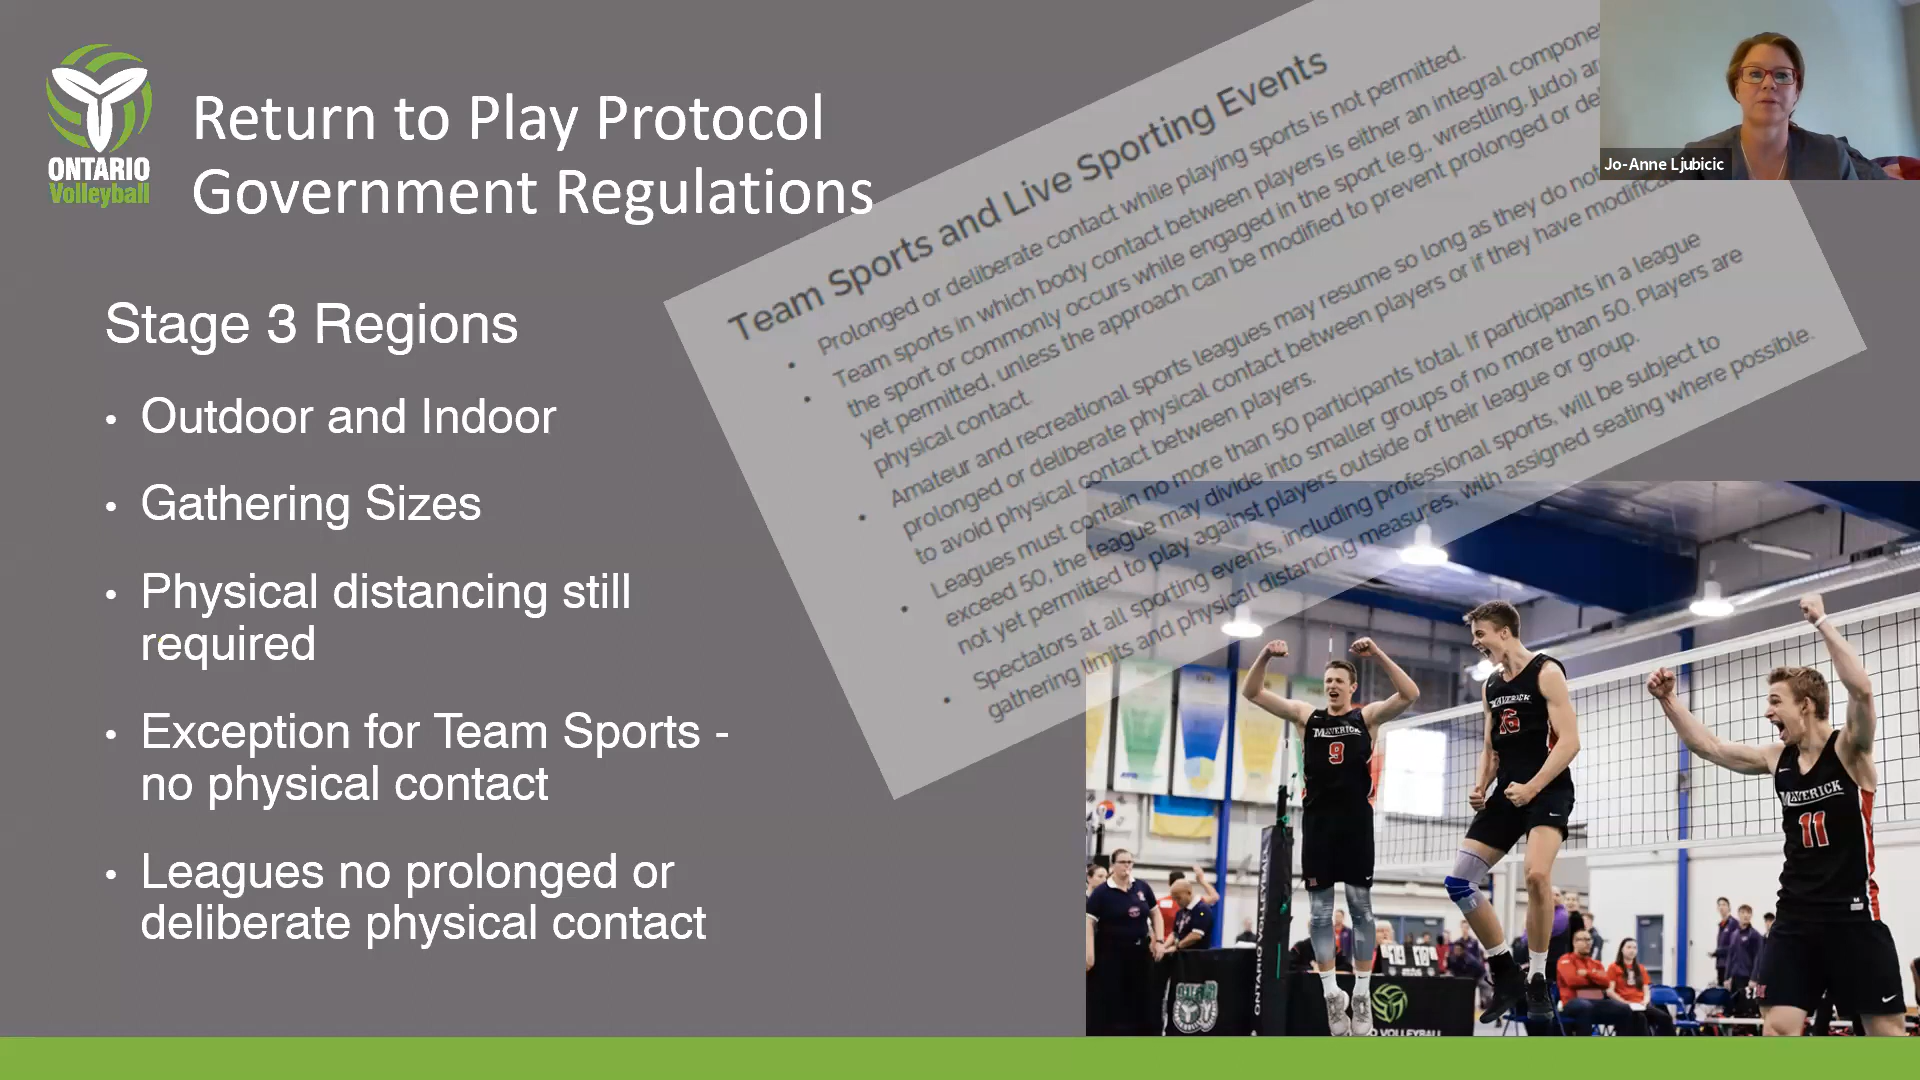 ONTARIO
Volleyball
Return to Play Protocol
Government Regulations
Stage 3 Regions
• Outdoor and Indoor
• Gathering Sizes
• Physical distancing still
required
• Exception for Team Sports -
no physical contact
• Leagues no prolonged or
deliberate physical contact
Team Sports and Live Sporting Events
• Prolonged or deliberate contact while playing sports is not permitted.
• Team sports in which body contact between players is either an integral
the sport or commonly occurs while engaged in the sport (e.g., wrestling, judo)
yet permitted, unless the approach can be modified to prevent prolonged or
physical contact.
• Amateur and recreational sports leagues may resume so long as they do not
prolonged or deliberate physical contact between players or if they have
to avoid physical contact between players.
• Leagues must contain no more than 50 participants total. If participants in a league
exceed 50, the league may divide into smaller groups of no more than 50. Players are
not yet permitted to play against players outside of their league or group.
• Spectators at all sporting events, including professional sports, will be subject to
gathering limits and physical distancing measures, with assigned seating where possible.
Jo-Anne Ljubicic
MAVERICK
9
MAVERICK
16
MAVERICK
11
ONTARIO VOLLEYBALL
VOLLEYBALL